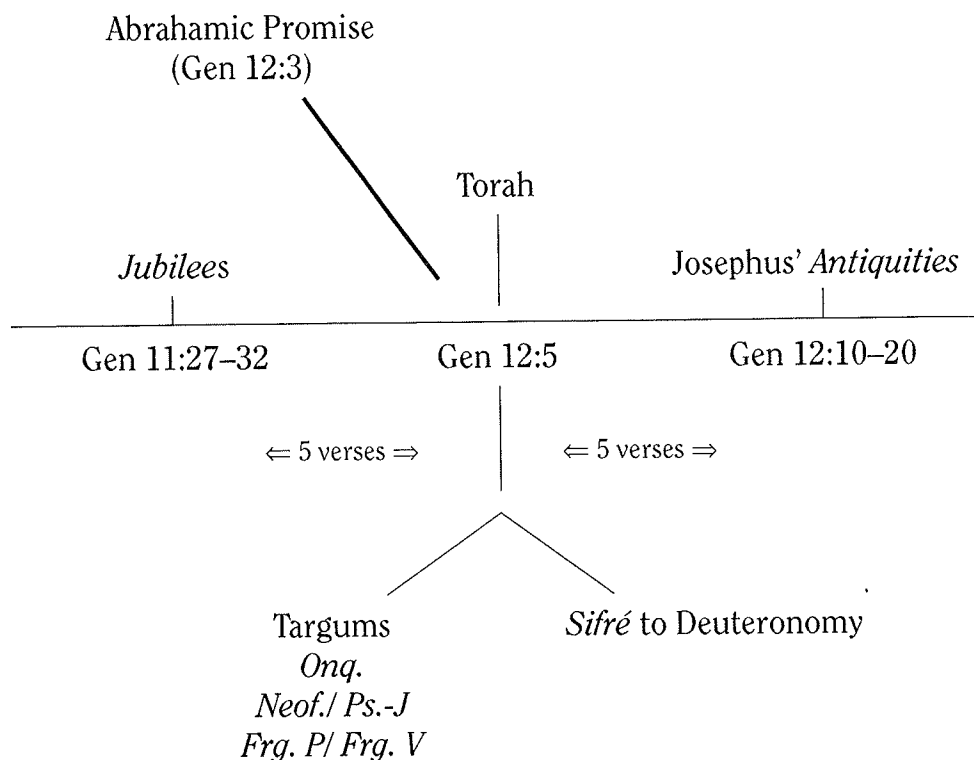 Abrahamic Promise
(Gen 12:3)
Torah
Jubilees
Josephus’ Antiquities
Gen 11:27–32
Gen 12:5
Gen 12:10–20
⇐ 5 verses ⇒
⇐ 5 verses ⇒
Targums
Sifré to Deuteronomy
Onq.
Neof./ Ps.-J
Frg. P/ Frg. V